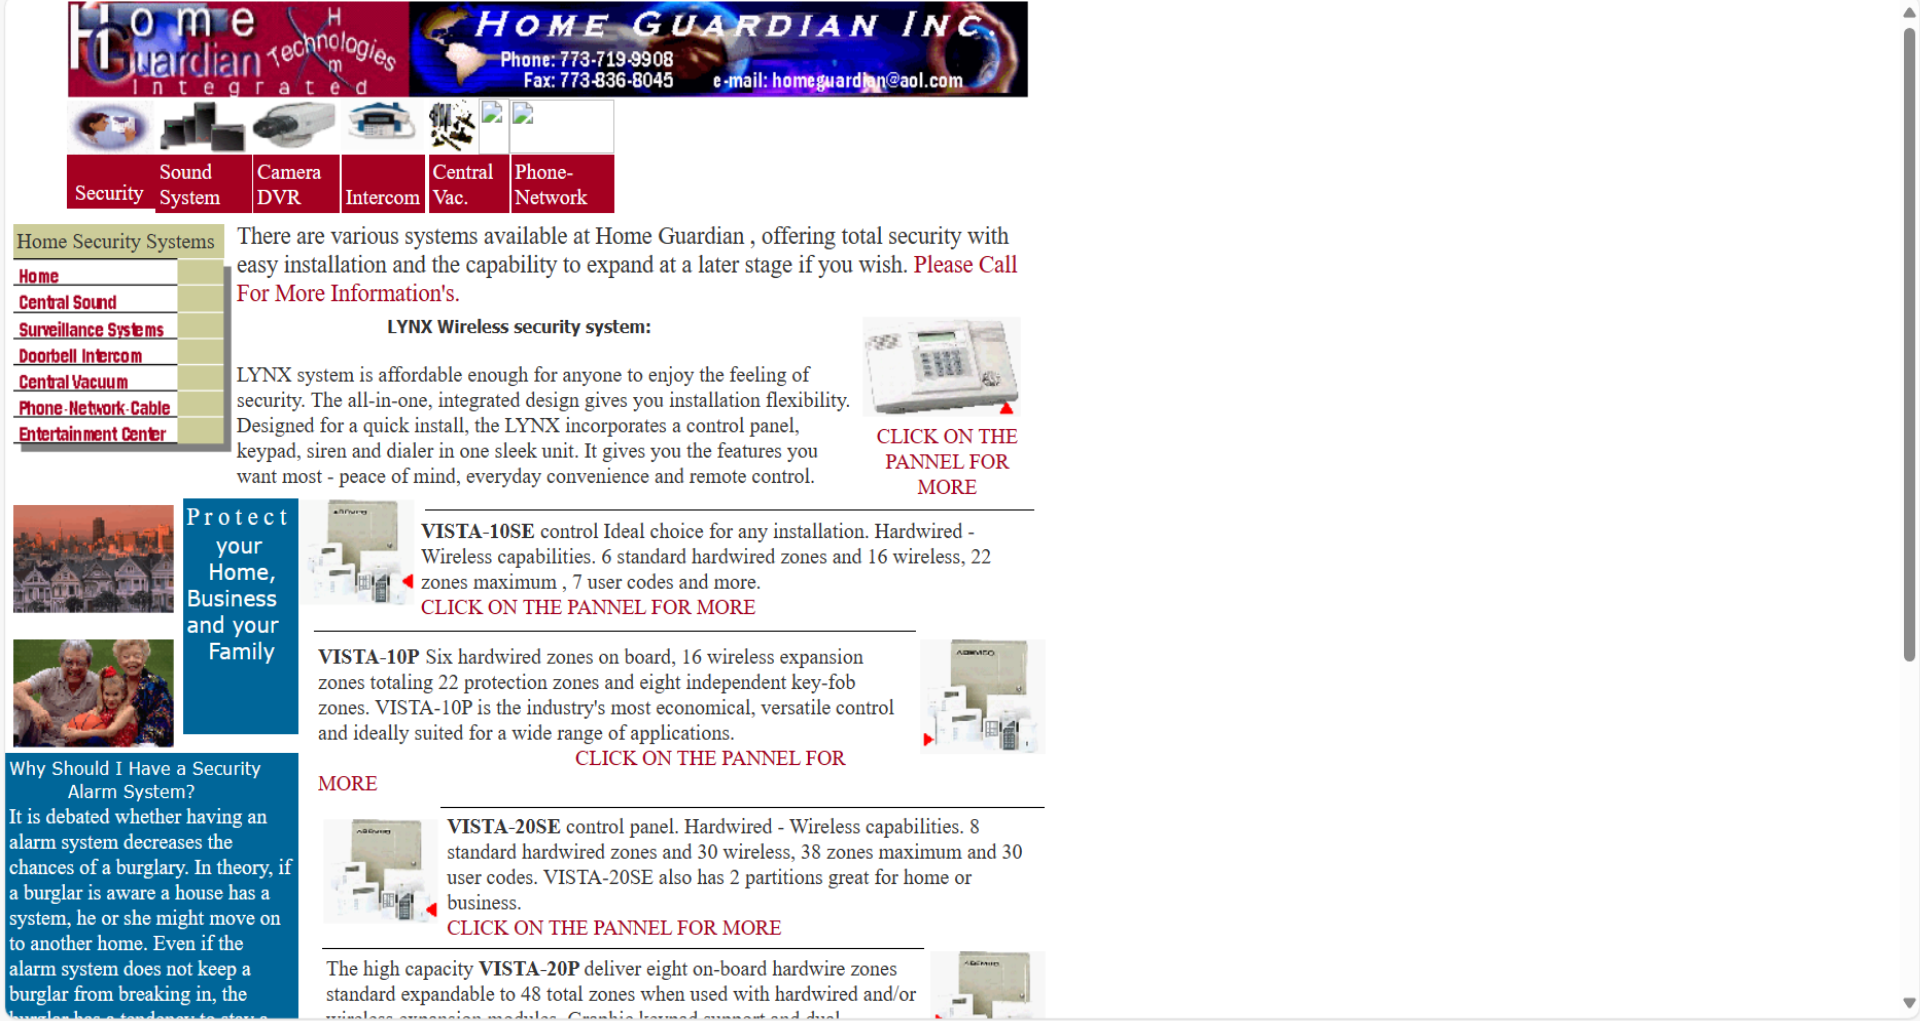 Home
Guardian Technologies
Hm
Integrated
HOME GUARDIAN INC.
Phone: 773-719-9908
Fax: 773-836-8045 e-mail: homeguardian@aol.com
Security
Sound
System
Camera
DVR
Intercom
Central
Vac.
Phone-
Network
Home Security Systems
Home
Central Sound
Surveillance Systems
Doorbell Intercom
Central Vacuum
Phone-Network-Cable
Entertainment Center
There are various systems available at Home Guardian , offering total security with
easy installation and the capability to expand at a later stage if you wish. Please Call
For More Information's.
LYNX Wireless security system:
LYNX system is affordable enough for anyone to enjoy the feeling of
security. The all-in-one, integrated design gives you installation flexibility.
Designed for a quick install, the LYNX incorporates a control panel,
keypad, siren and dialer in one sleek unit. It gives you the features you
want most - peace of mind, everyday convenience and remote control.
CLICK ON THE
PANNEL FOR
MORE
Protect
your
Home,
Business
and your
Family
VISTA-10SE control Ideal choice for any installation. Hardwired -
Wireless capabilities. 6 standard hardwired zones and 16 wireless, 22
zones maximum , 7 user codes and more.
CLICK ON THE PANNEL FOR MORE
VISTA-10P Six hardwired zones on board, 16 wireless expansion
zones totaling 22 protection zones and eight independent key-fob
zones. VISTA-10P is the industry's most economical, versatile control
and ideally suited for a wide range of applications.
CLICK ON THE PANNEL FOR
MORE
Why Should I Have a Security
Alarm System?
It is debated whether having an
alarm system decreases the
chances of a burglary. In theory, if
a burglar is aware a house has a
system, he or she might move on
to another home. Even if the
alarm system does not keep a
burglar from breaking in, the
burglar has a tendency to stay a
VISTA-20SE control panel. Hardwired - Wireless capabilities. 8
standard hardwired zones and 30 wireless, 38 zones maximum and 30
user codes. VISTA-20SE also has 2 partitions great for home or
business.
CLICK ON THE PANNEL FOR MORE
The high capacity VISTA-20P deliver eight on-board hardwire zones
standard expandable to 48 total zones when used with hardwired and/or
wireless expansion modules. Graphic keypad support and dual